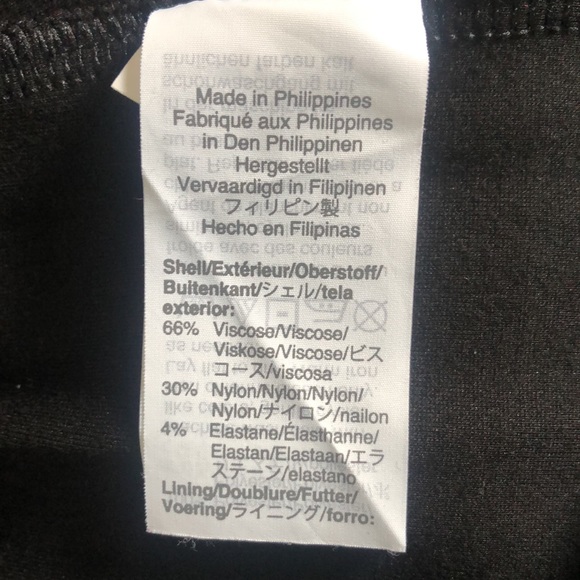 Made in Philippines
Fabriqué aux Philippines
in Den Philippinen
Hergestellt
Vervaardigd in Filipijnen
フィリピン製
Hecho en Filipinas
Shell/Extérieur/Oberstoff/
Buitenkant/シェル/tela
exterior:
66% Viscose/Viscose/
Viskose/Viscose/ビス
コース/viscosa
30% Nylon/Nylon/Nylon/
Nylon/ナイロン/nailon
4% Elastane/Élasthanne/
Elastan/Elastaan/エラ
ステーン/elastano
Lining/Doublure/Futter/
Voering/ライニング/forro: